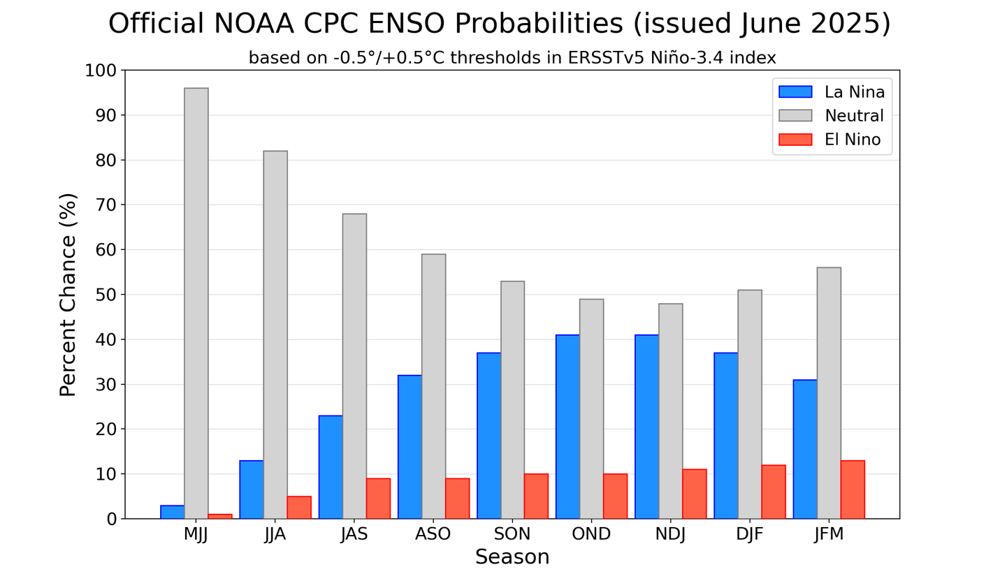 Official NOAA CPC ENSO Probabilities (issued June 2025)
based on -0.5°/+0.5°C thresholds in ERSSTv5 Niño-3.4 index
La Nina
Neutral
El Nino
Percent Chance (%)
100
90
80
70
60
50
40
30
20
10
0
MJJ JJA JAS ASO SON OND NDJ DJF JFM
Season